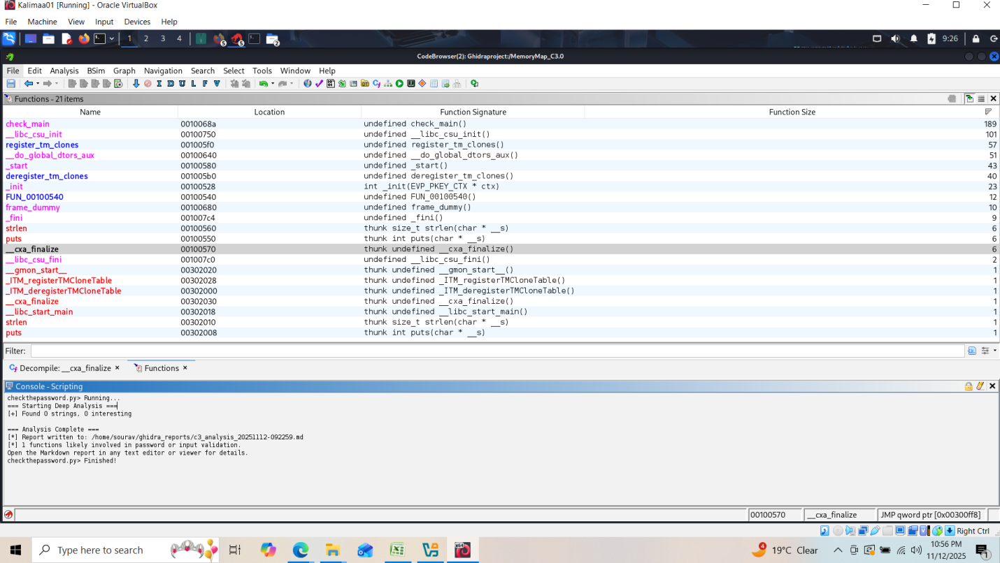 Kalimaa01 [Running] - Oracle VirtualBox
File Machine View Input Devices Help
1 2 3 4 5 5 2 9:26
CodeBrowser(2): Ghidraproject:/MemoryMap_C3.0
File Edit Analysis BSim Graph Navigation Search Select Tools Window Help
I D U L F V
Functions - 21 items
Name Location Function Signature Function Size
check_main 0010068a undefined check_main() 189
__libc_csu_init 00100750 undefined __libc_csu_init() 101
register_tm_clones 001005f0 undefined register_tm_clones() 57
__do_global_dtors_aux 00100640 undefined __do_global_dtors_aux() 51
_start 00100580 undefined _start() 43
deregister_tm_clones 001005b0 undefined deregister_tm_clones() 40
_init 00100528 int _init(EVP_PKEY_CTX * ctx) 23
FUN_00100540 00100540 undefined FUN_00100540() 12
frame_dummy 00100680 undefined frame_dummy() 10
_fini 001007c4 undefined _fini() 9
strlen 00100560 thunk size_t strlen(char * __s) 6
puts 00100550 thunk int puts(char * __s) 6
__cxa_finalize 00100570 thunk undefined __cxa_finalize() 6
__libc_csu_fini 001007c0 undefined __libc_csu_fini() 2
__gmon_start__ 00302020 thunk undefined __gmon_start__() 1
_ITM_registerTMCloneTable 00302028 thunk undefined _ITM_registerTMCloneTable() 1
_ITM_deregisterTMCloneTable 00302000 thunk undefined _ITM_deregisterTMCloneTable() 1
__cxa_finalize 00302030 thunk undefined __cxa_finalize() 1
__libc_start_main 00302018 thunk undefined __libc_start_main() 1
strlen 00302010 thunk size_t strlen(char * __s) 1
puts 00302008 thunk int puts(char * __s) 1
Filter:
Decompile: __cxa_finalize × Functions ×
Console - Scripting
checkthepassword.py> Running...
=== Starting Deep Analysis ===
[+] Found 0 strings, 0 interesting
=== Analysis Complete ===
[*] Report written to: /home/sourav/ghidra_reports/c3_analysis_20251112-092259.md
[*] 1 functions likely involved in password or input validation.
Open the Markdown report in any text editor or viewer for details.
checkthepassword.py> Finished!
00100570 __cxa_finalize JMP qword ptr [0x00300ff8]
Right Ctrl
Type here to search
4 19°C Clear
10:56 PM
11/12/2025
1